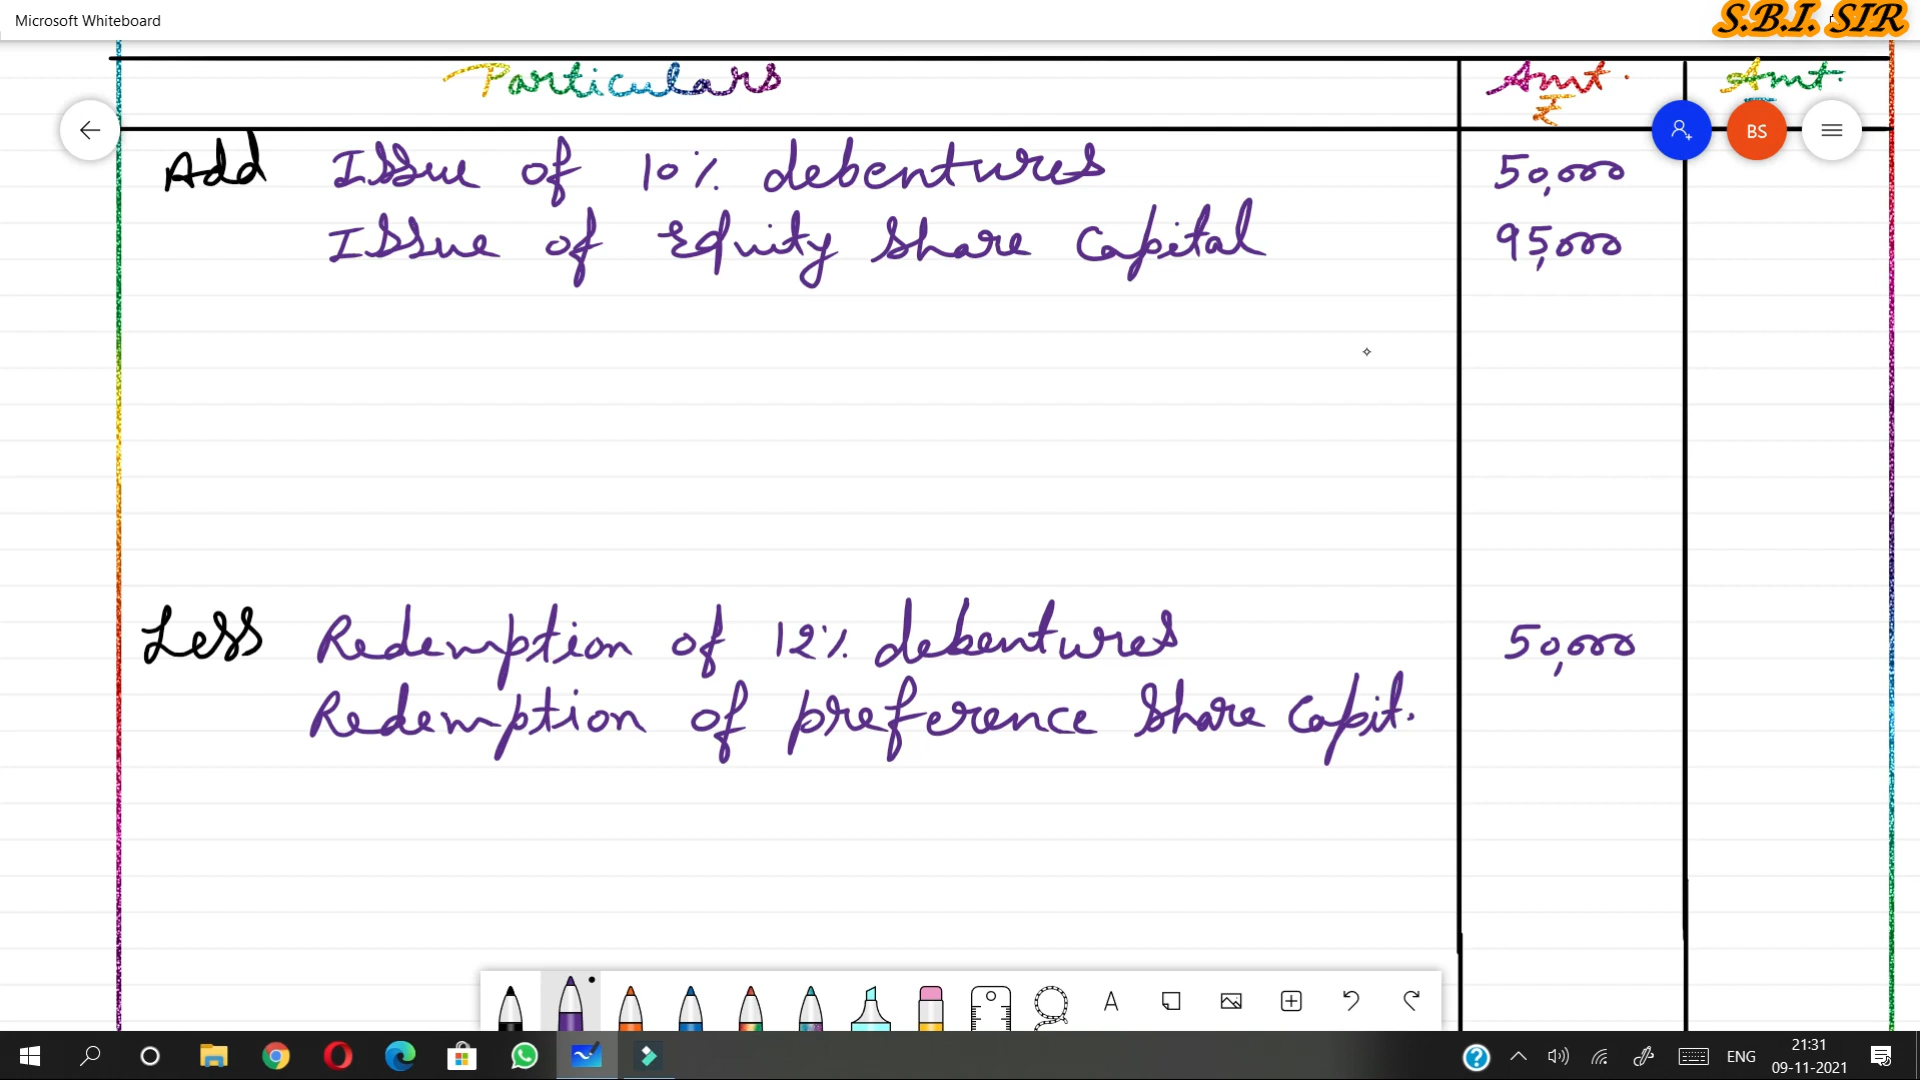 Microsoft Whiteboard
S.B.I. SIR
Particulars Amt. Amt.
₹
BS
Add Issue of 10% debentures 50,000
Issue of Equity Share Capital 95,000
Less Redemption of 12% debentures 50,000
Redemption of preference Share Capit.
ENG
21:31
09-11-2021